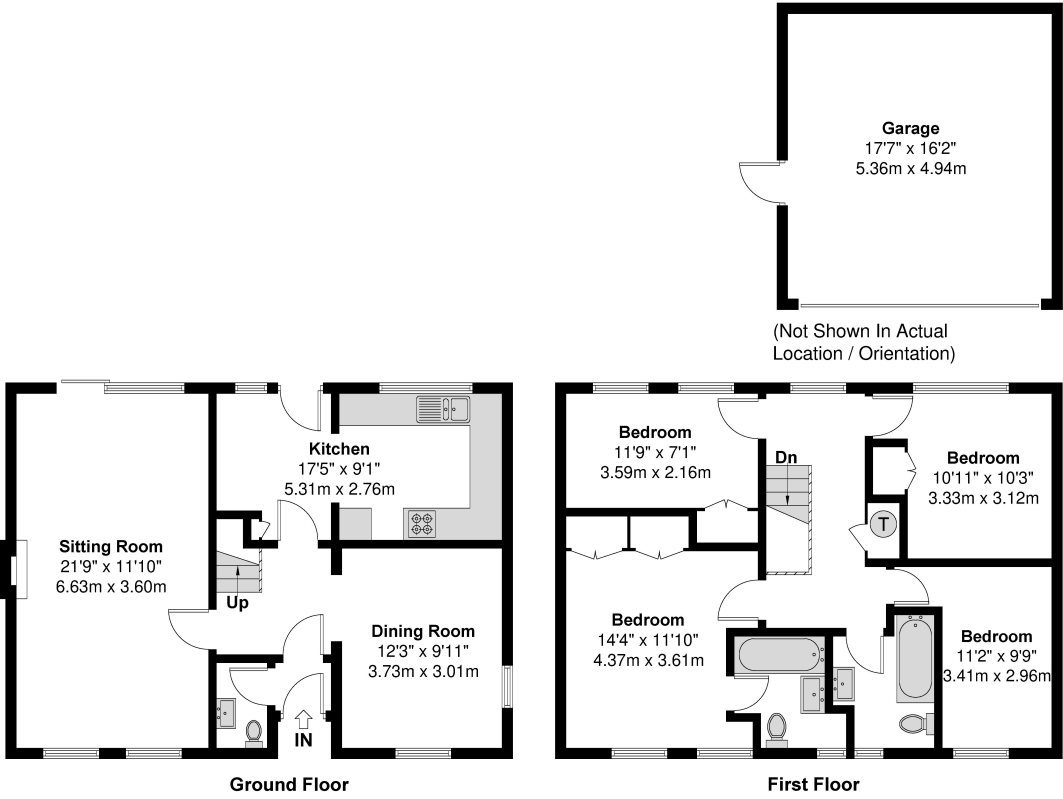 Garage
17'7" x 16'2"
5.36m x 4.94m
(Not Shown In Actual
Location / Orientation)
Kitchen
17'5" x 9'1"
5.31m x 2.76m
Sitting Room
21'9" x 11'10"
6.63m x 3.60m
Up
Dining Room
12'3" x 9'11"
3.73m x 3.01m
IN
Ground Floor
Bedroom
11'9" x 7'1"
3.59m x 2.16m
Dn
Bedroom
10'11" x 10'3"
3.33m x 3.12m
T
Bedroom
14'4" x 11'10"
4.37m x 3.61m
Bedroom
11'2" x 9'9"
3.41m x 2.96m
First Floor